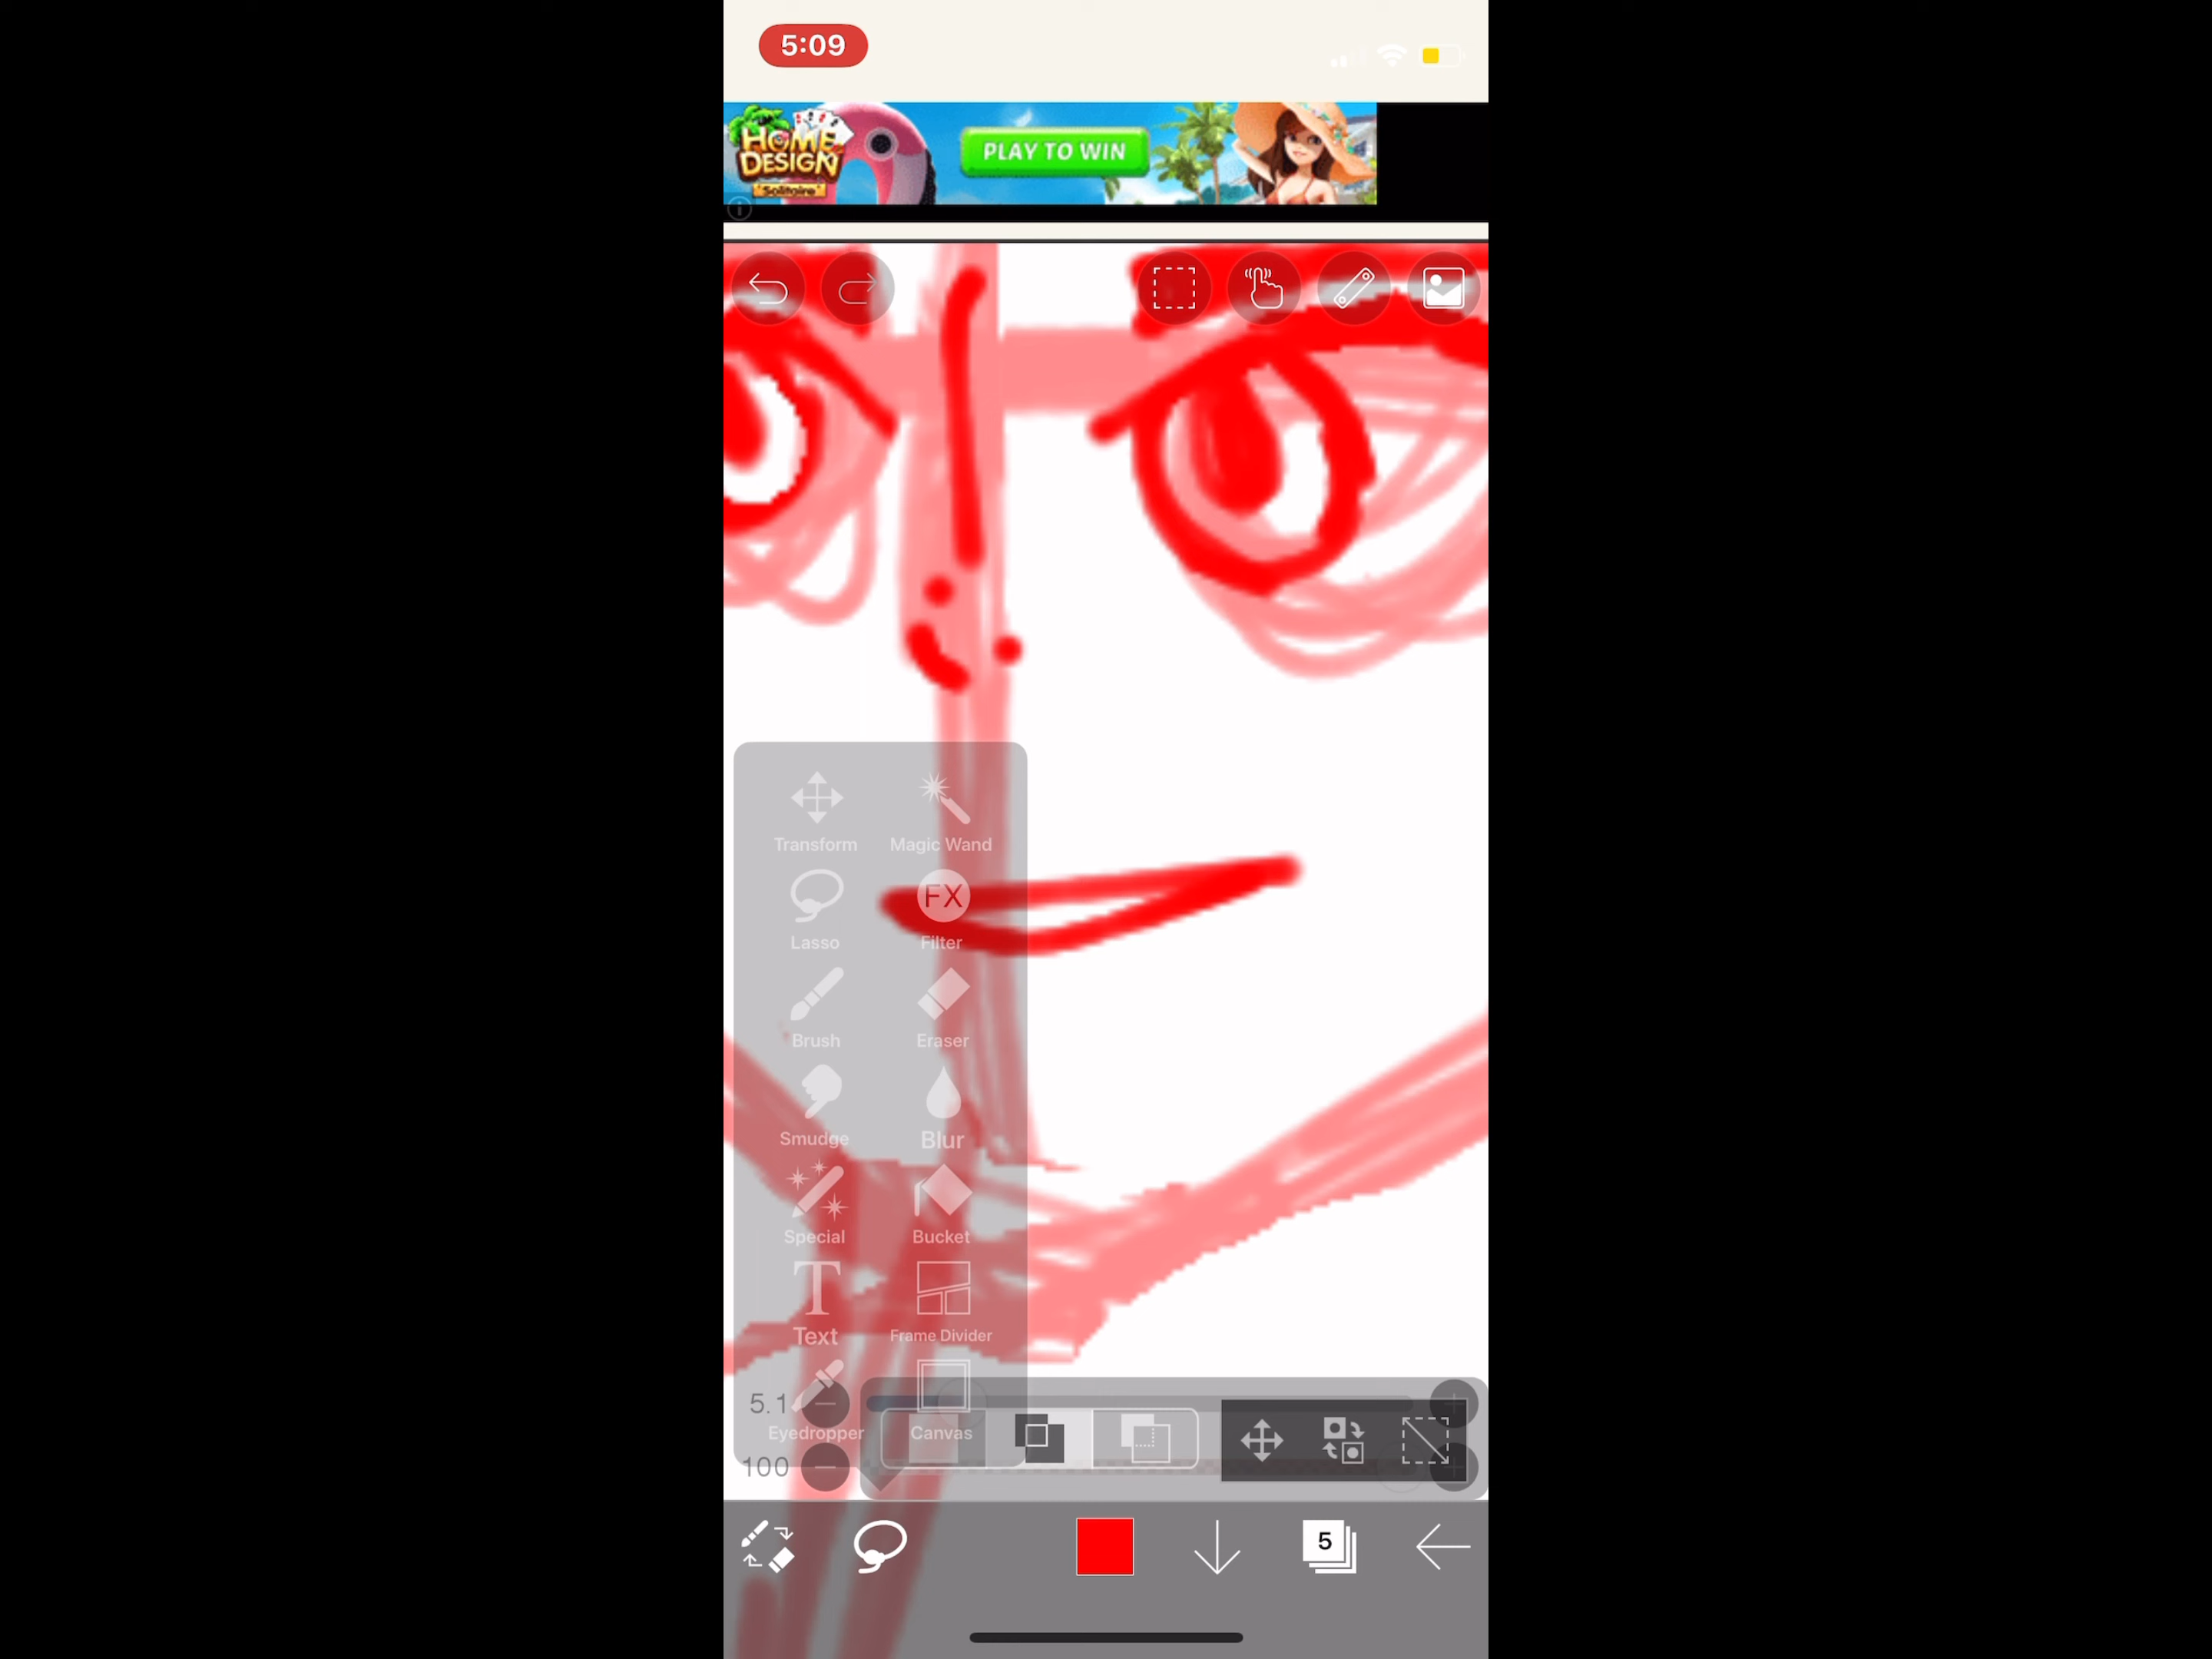 5:09
HOME
DESIGN
Solitaire
PLAY TO WIN
Transform Magic Wand
FX
Lasso Filter
Brush Eraser
Smudge Blur
Special Bucket
T
Text Frame Divider
5.1
Eyedropper Canvas
100
5